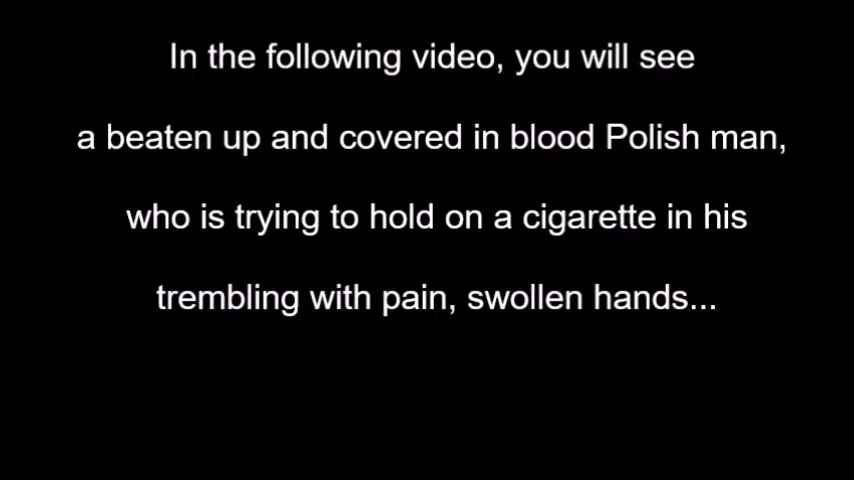 In the following video, you will see
a beaten up and covered in blood Polish man,
who is trying to hold on a cigarette in his
trembling with pain, swollen hands...